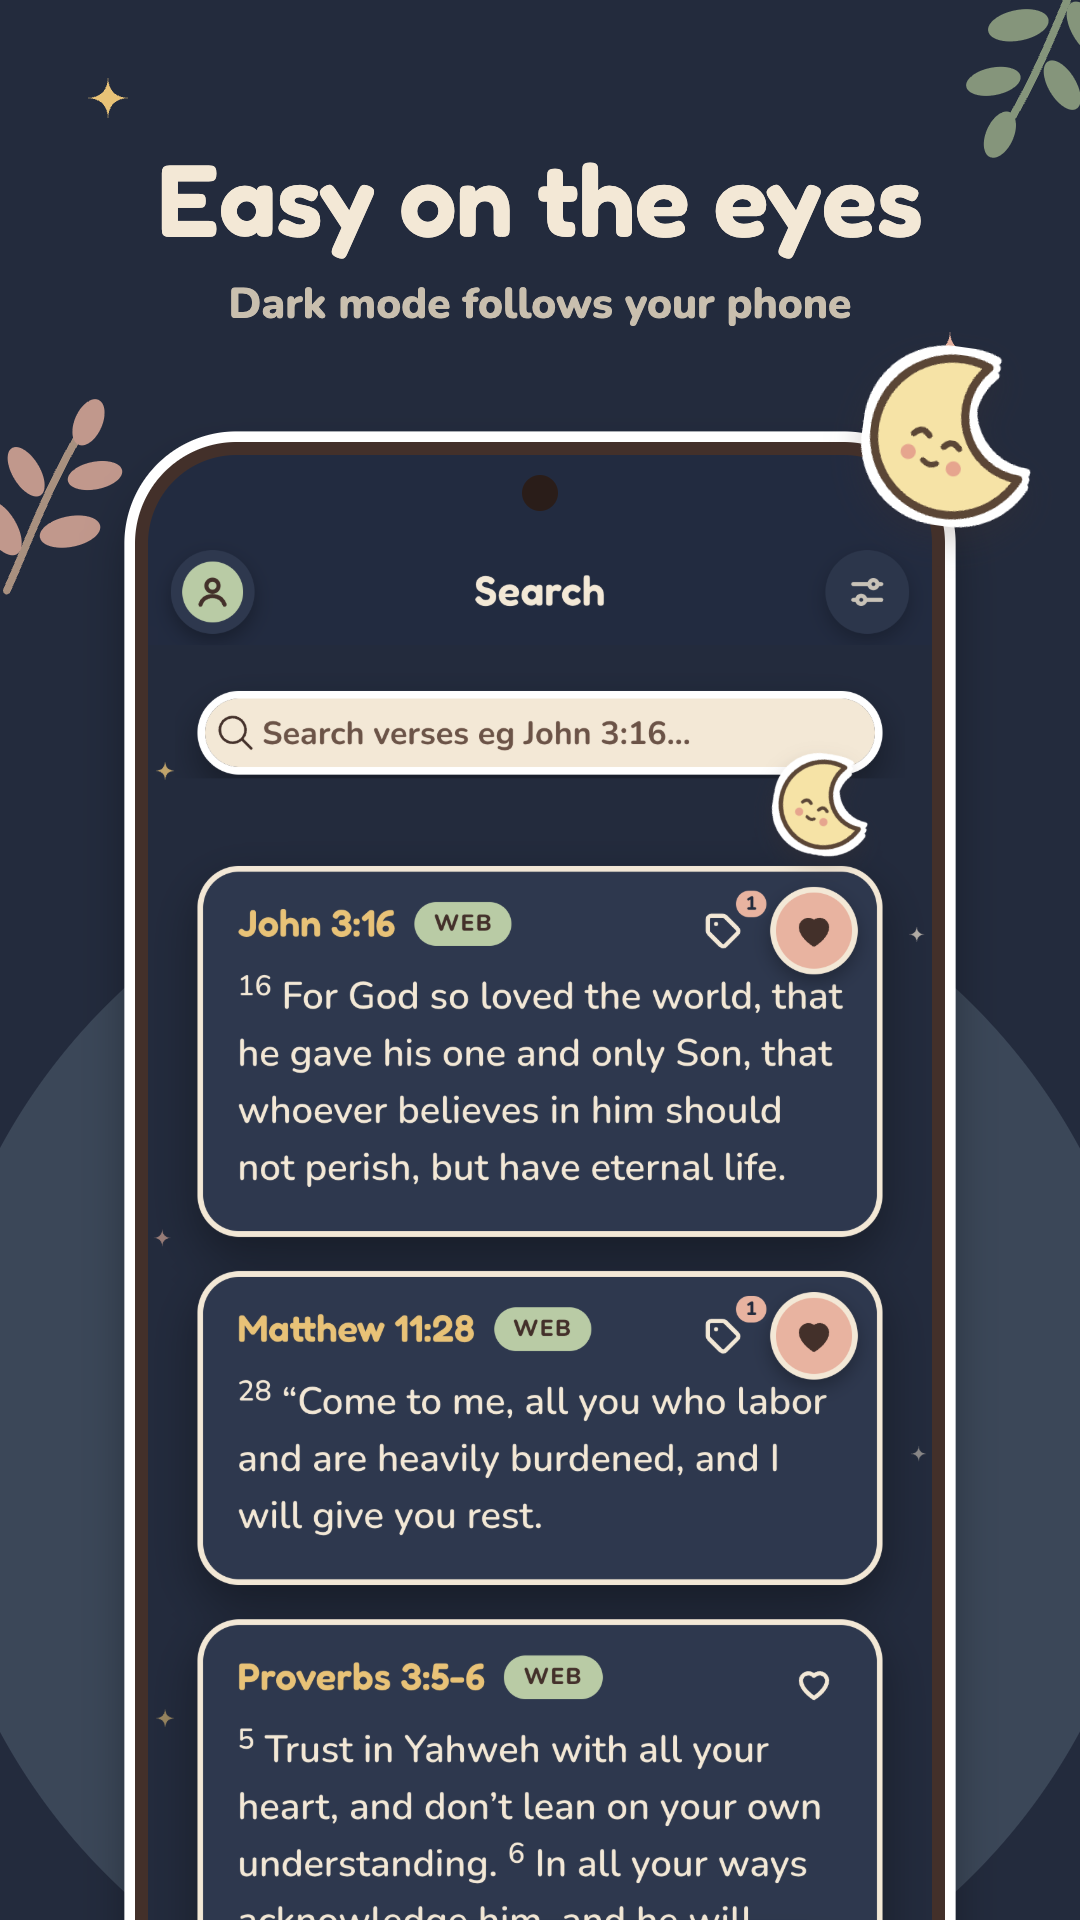 Easy on the eyes
Dark mode follows your phone
Search
Search verses eg John 3:16...
John 3:16 WEB 1
16 For God so loved the world, that
he gave his one and only Son, that
whoever believes in him should
not perish, but have eternal life.
Matthew 11:28 WEB 1
28 “Come to me, all you who labor
and are heavily burdened, and I
will give you rest.
Proverbs 3:5-6 WEB
5 Trust in Yahweh with all your
heart, and don’t lean on your own
understanding. 6 In all your ways
acknowledge him, and he will